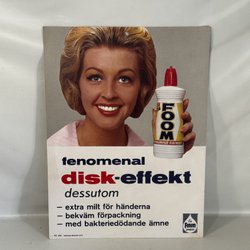 FOOM
fenomenal
disk-effekt
dessutom
– extra milt för händerna
– bekväm förpackning
– med bakteriedödande ämne